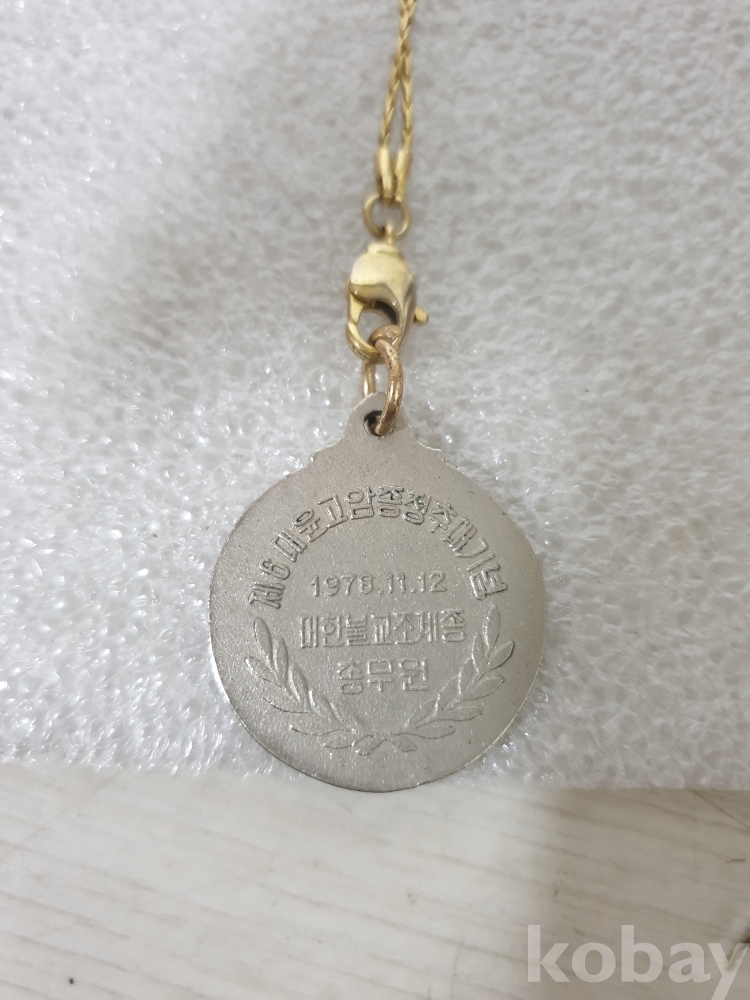 제6대윤고암종정추대기념
1978.11.12
대한불교조계종
총무원
kobay